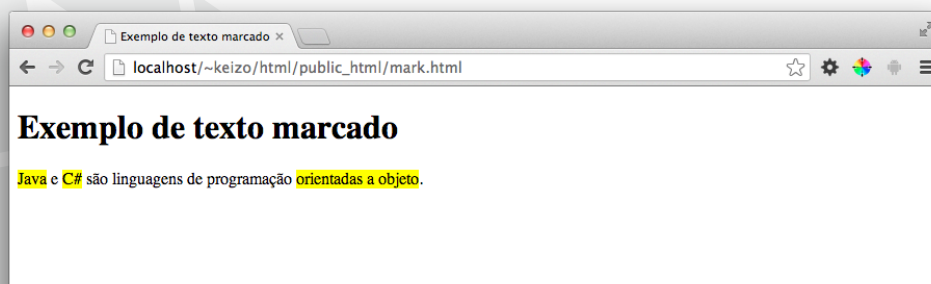 Exemplo de texto marcado
localhost/~keizo/html/public_html/mark.html
Exemplo de texto marcado
Java e C# são linguagens de programação orientadas a objeto.